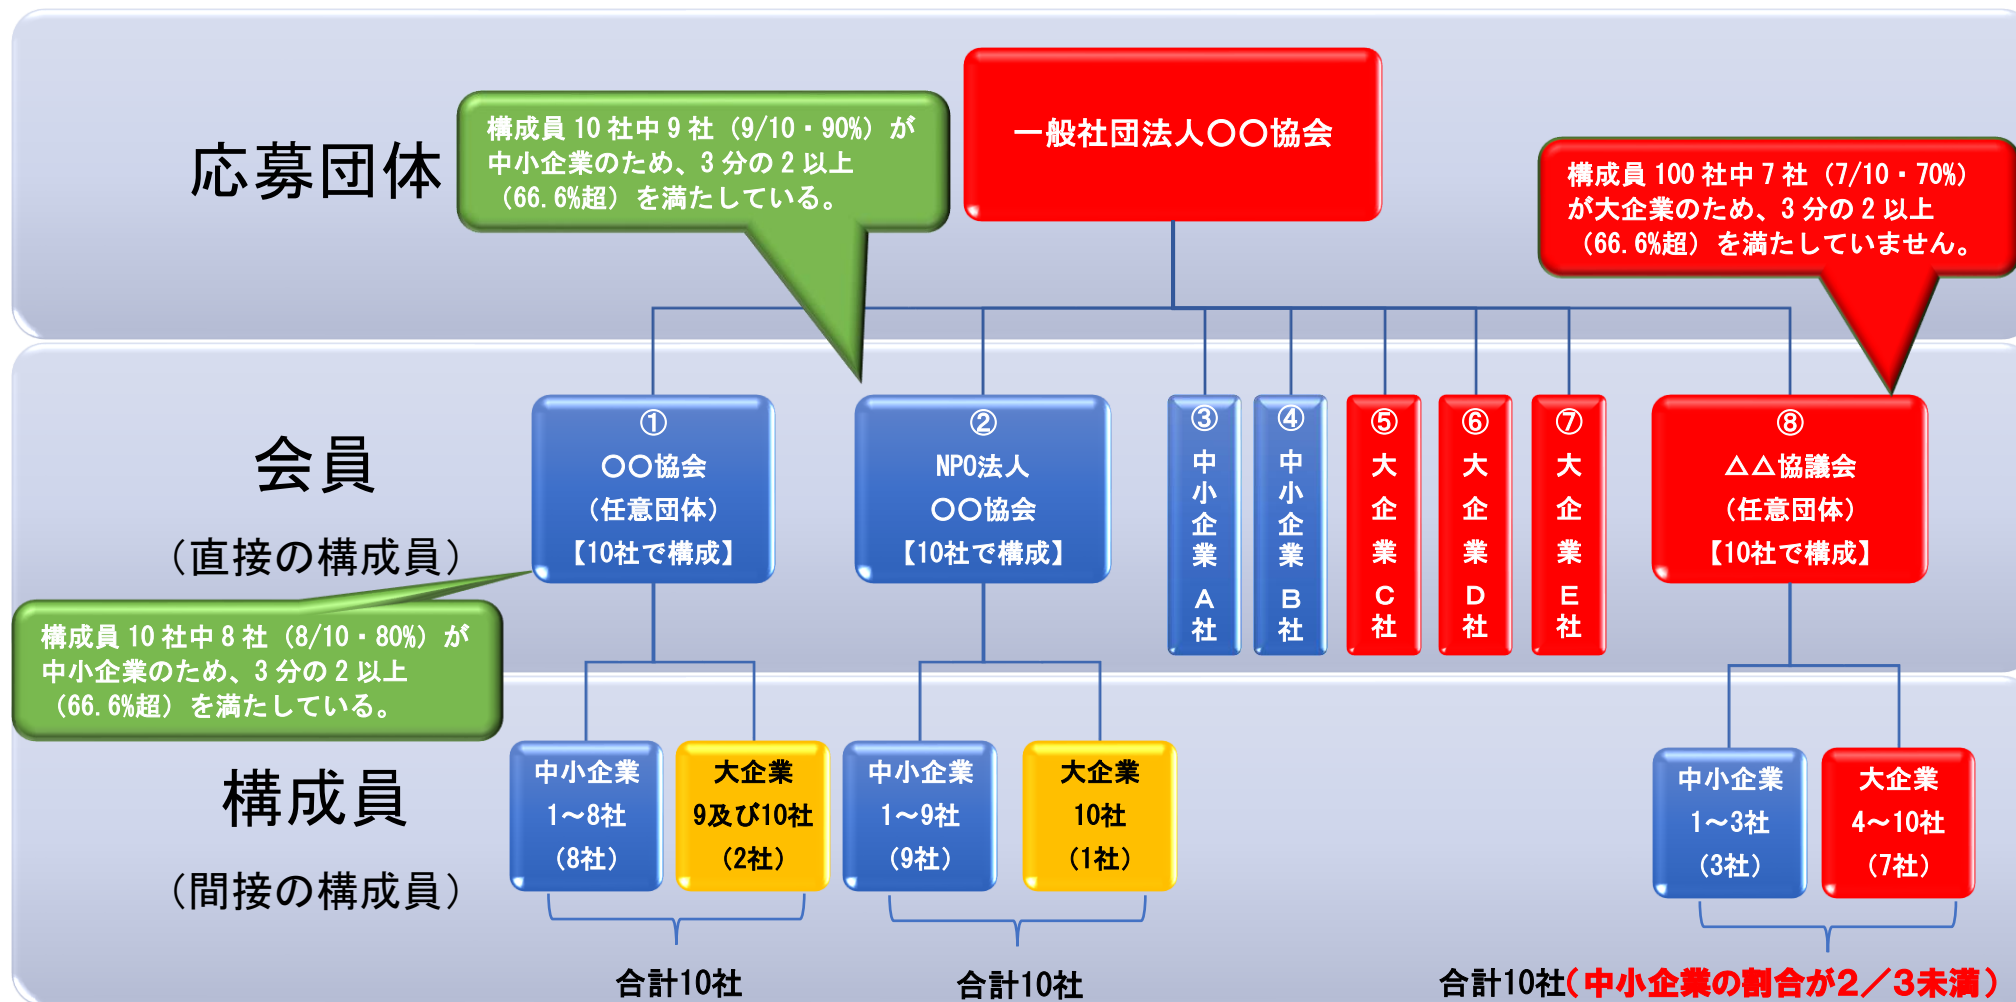 応募団体
構成員 10 社中 9 社（9/10・90%）が
中小企業のため、3 分の 2 以上
（66.6%超）を満たしている。
一般社団法人〇〇協会
構成員 100 社中 7 社（7/10・70%）
が大企業のため、3 分の 2 以上
（66.6%超）を満たしていません。
会員
（直接の構成員）
①
〇〇協会
（任意団体）
【10社で構成】
②
NPO法人
〇〇協会
【10社で構成】
③中小企業A社
④中小企業B社
⑤大企業C社
⑥大企業D社
⑦大企業E社
⑧
△△協議会
（任意団体）
【10社で構成】
構成員 10 社中 8 社（8/10・80%）が
中小企業のため、3 分の 2 以上
（66.6%超）を満たしている。
構成員
（間接の構成員）
中小企業
1～8社
（8社）
大企業
9及び10社
（2社）
中小企業
1～9社
（9社）
大企業
10社
（1社）
中小企業
1～3社
（3社）
大企業
4～10社
（7社）
合計10社
合計10社
合計10社（中小企業の割合が２／３未満）